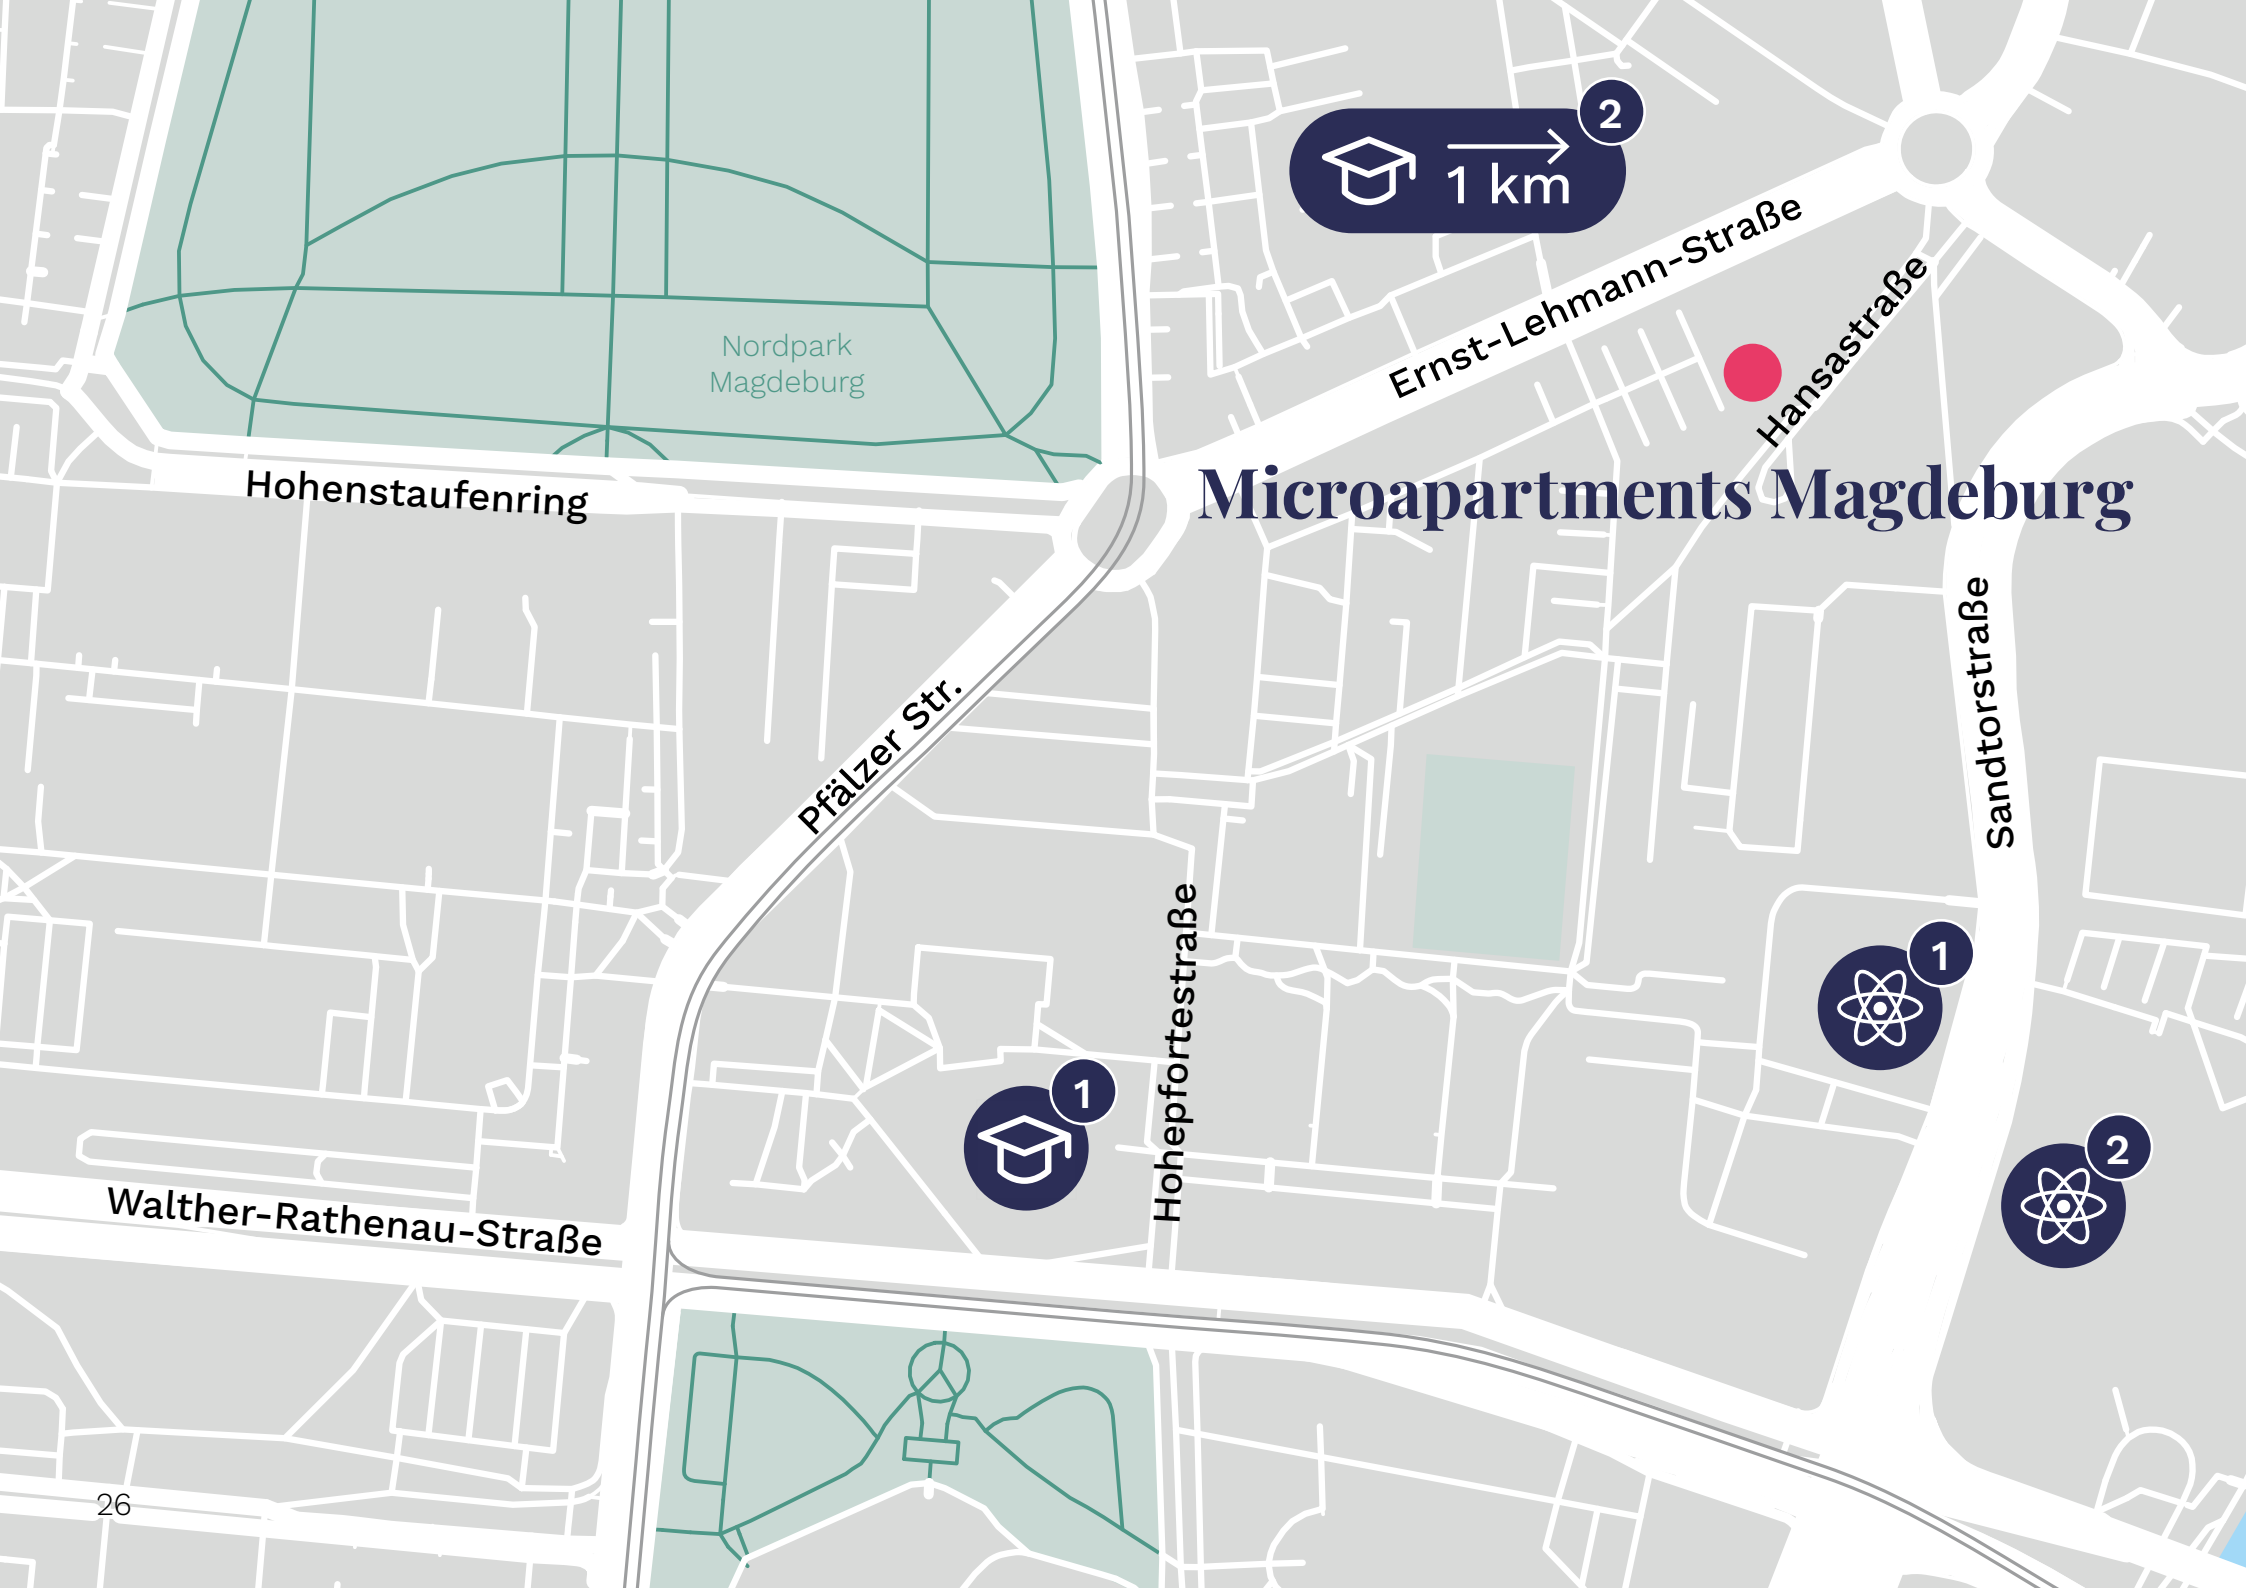 2
1 km
Ernst-Lehmann-Straße
Hansastraße
Nordpark
Magdeburg
Hohenstaufenring
Microapartments Magdeburg
Sandtorstraße
Pfälzer Str.
Hohepfortestraße
1
1
2
Walther-Rathenau-Straße
26